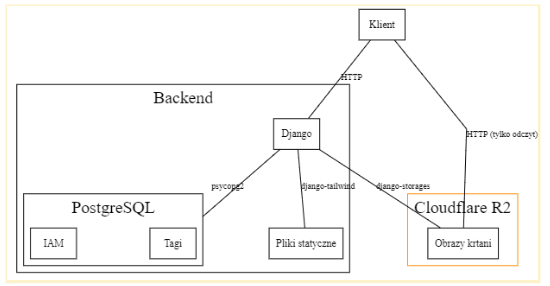 Klient
HTTP
Backend
Django
HTTP (tylko odczyt)
psycopg2
django-tailwind
django-storages
PostgreSQL
Cloudflare R2
IAM
Tagi
Pliki statyczne
Obrazy krtani